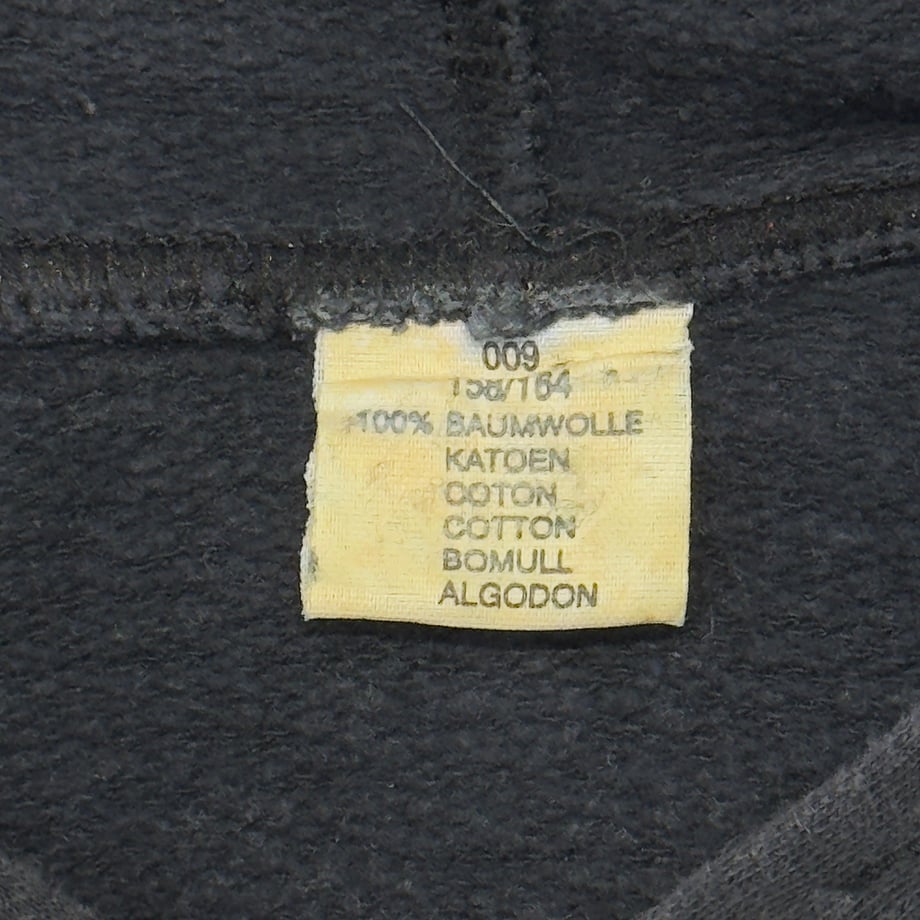 009
158/164
100% BAUMWOLLE
KATOEN
COTON
COTTON
BOMULL
ALGODON